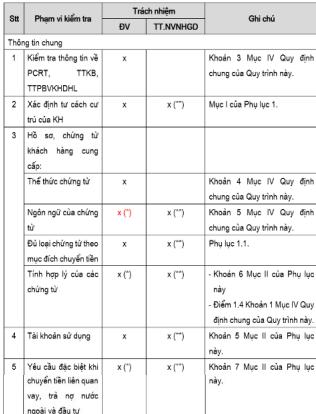 Stt Phạm vi kiểm tra Trách nhiệm Ghi chú
ĐV TT.NVNHGD
Thông tin chung
1 Kiểm tra thông tin về x Khoản 3 Mục IV Quy định
PCRT, TTKB, chung của Quy trình này.
TTPBVKHDHL
2 Xác định tư cách cư x x (**) Mục I của Phụ lục 1.
trú của KH
3 Hồ sơ, chứng từ
khách hàng cung
cấp:
Thể thức chứng từ x Khoản 4 Mục IV Quy định
chung của Quy trình này.
Ngôn ngữ của chứng x (*) x (**) Khoản 5 Mục IV Quy định
từ chung của Quy trình này.
Đủ loại chứng từ theo x x (**) Phụ lục 1.1.
mục đích chuyển tiền
Tính hợp lý của các x (*) x (**) - Khoản 6 Mục II của Phụ lục
chứng từ này
- Điểm 1.4 Khoản 1 Mục IV Quy
định chung của Quy trình này.
4 Tài khoản sử dụng x x (**) Khoản 5 Mục II của Phụ lục
này.
5 Yêu cầu đặc biệt khi x (*) x (**) Khoản 7 Mục II của Phụ lục
chuyển tiền liên quan này.
vay, trả nợ nước
ngoài và đầu tư